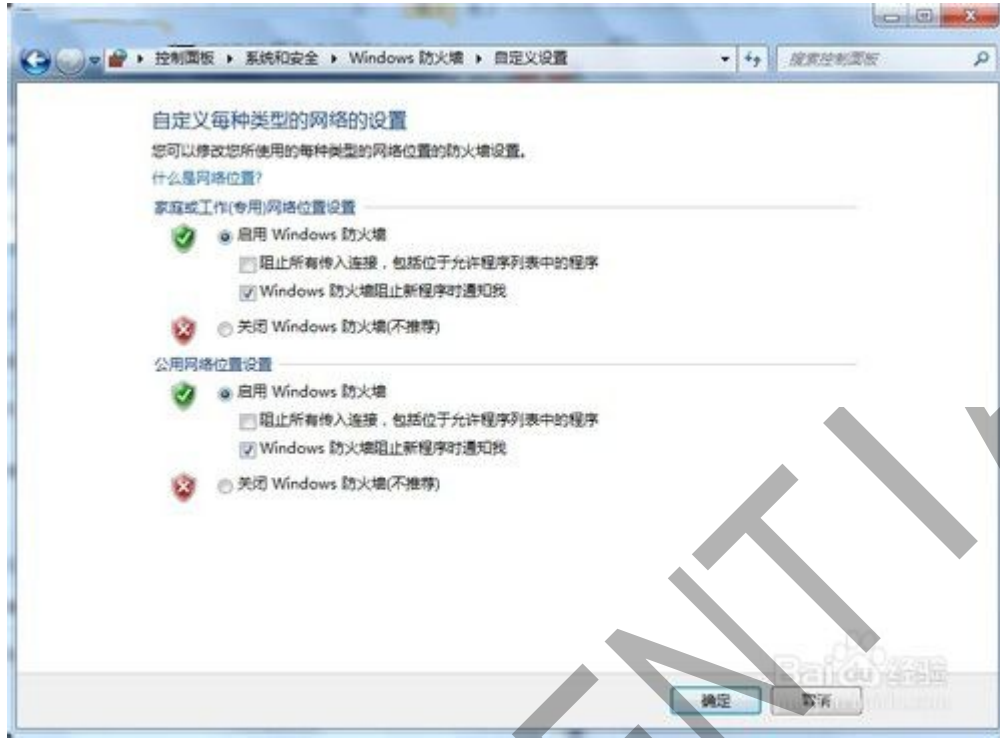 控制面板 ▸ 系统和安全 ▸ Windows 防火墙 ▸ 自定义设置
搜索控制面板
自定义每种类型的网络的设置
您可以修改您所使用的每种类型的网络位置的防火墙设置。
什么是网络位置?
家庭或工作(专用)网络位置设置
启用 Windows 防火墙
阻止所有传入连接，包括位于允许程序列表中的程序
Windows 防火墙阻止新程序时通知我
关闭 Windows 防火墙(不推荐)
公用网络位置设置
启用 Windows 防火墙
阻止所有传入连接，包括位于允许程序列表中的程序
Windows 防火墙阻止新程序时通知我
关闭 Windows 防火墙(不推荐)
Baidu 经验
确定
取消
ENTI